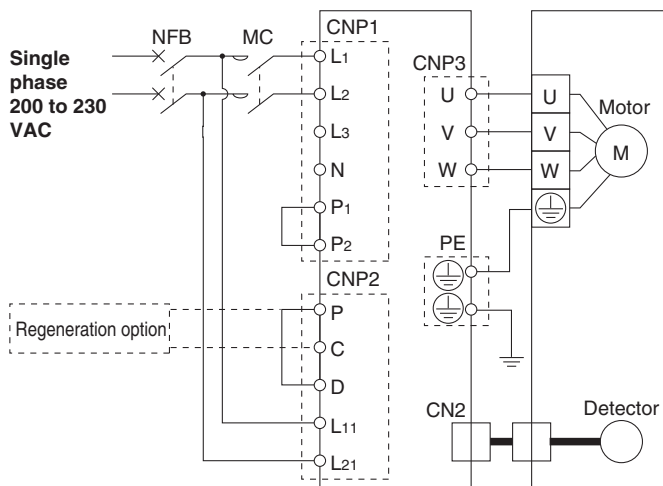 Single
phase
200 to 230
VAC
NFB
MC
CNP1
L1
L2
L3
N
P1
P2
CNP2
P
C
D
L11
L21
Regeneration option
CNP3
U
V
W
PE
CN2
U
V
W
Motor
M
Detector